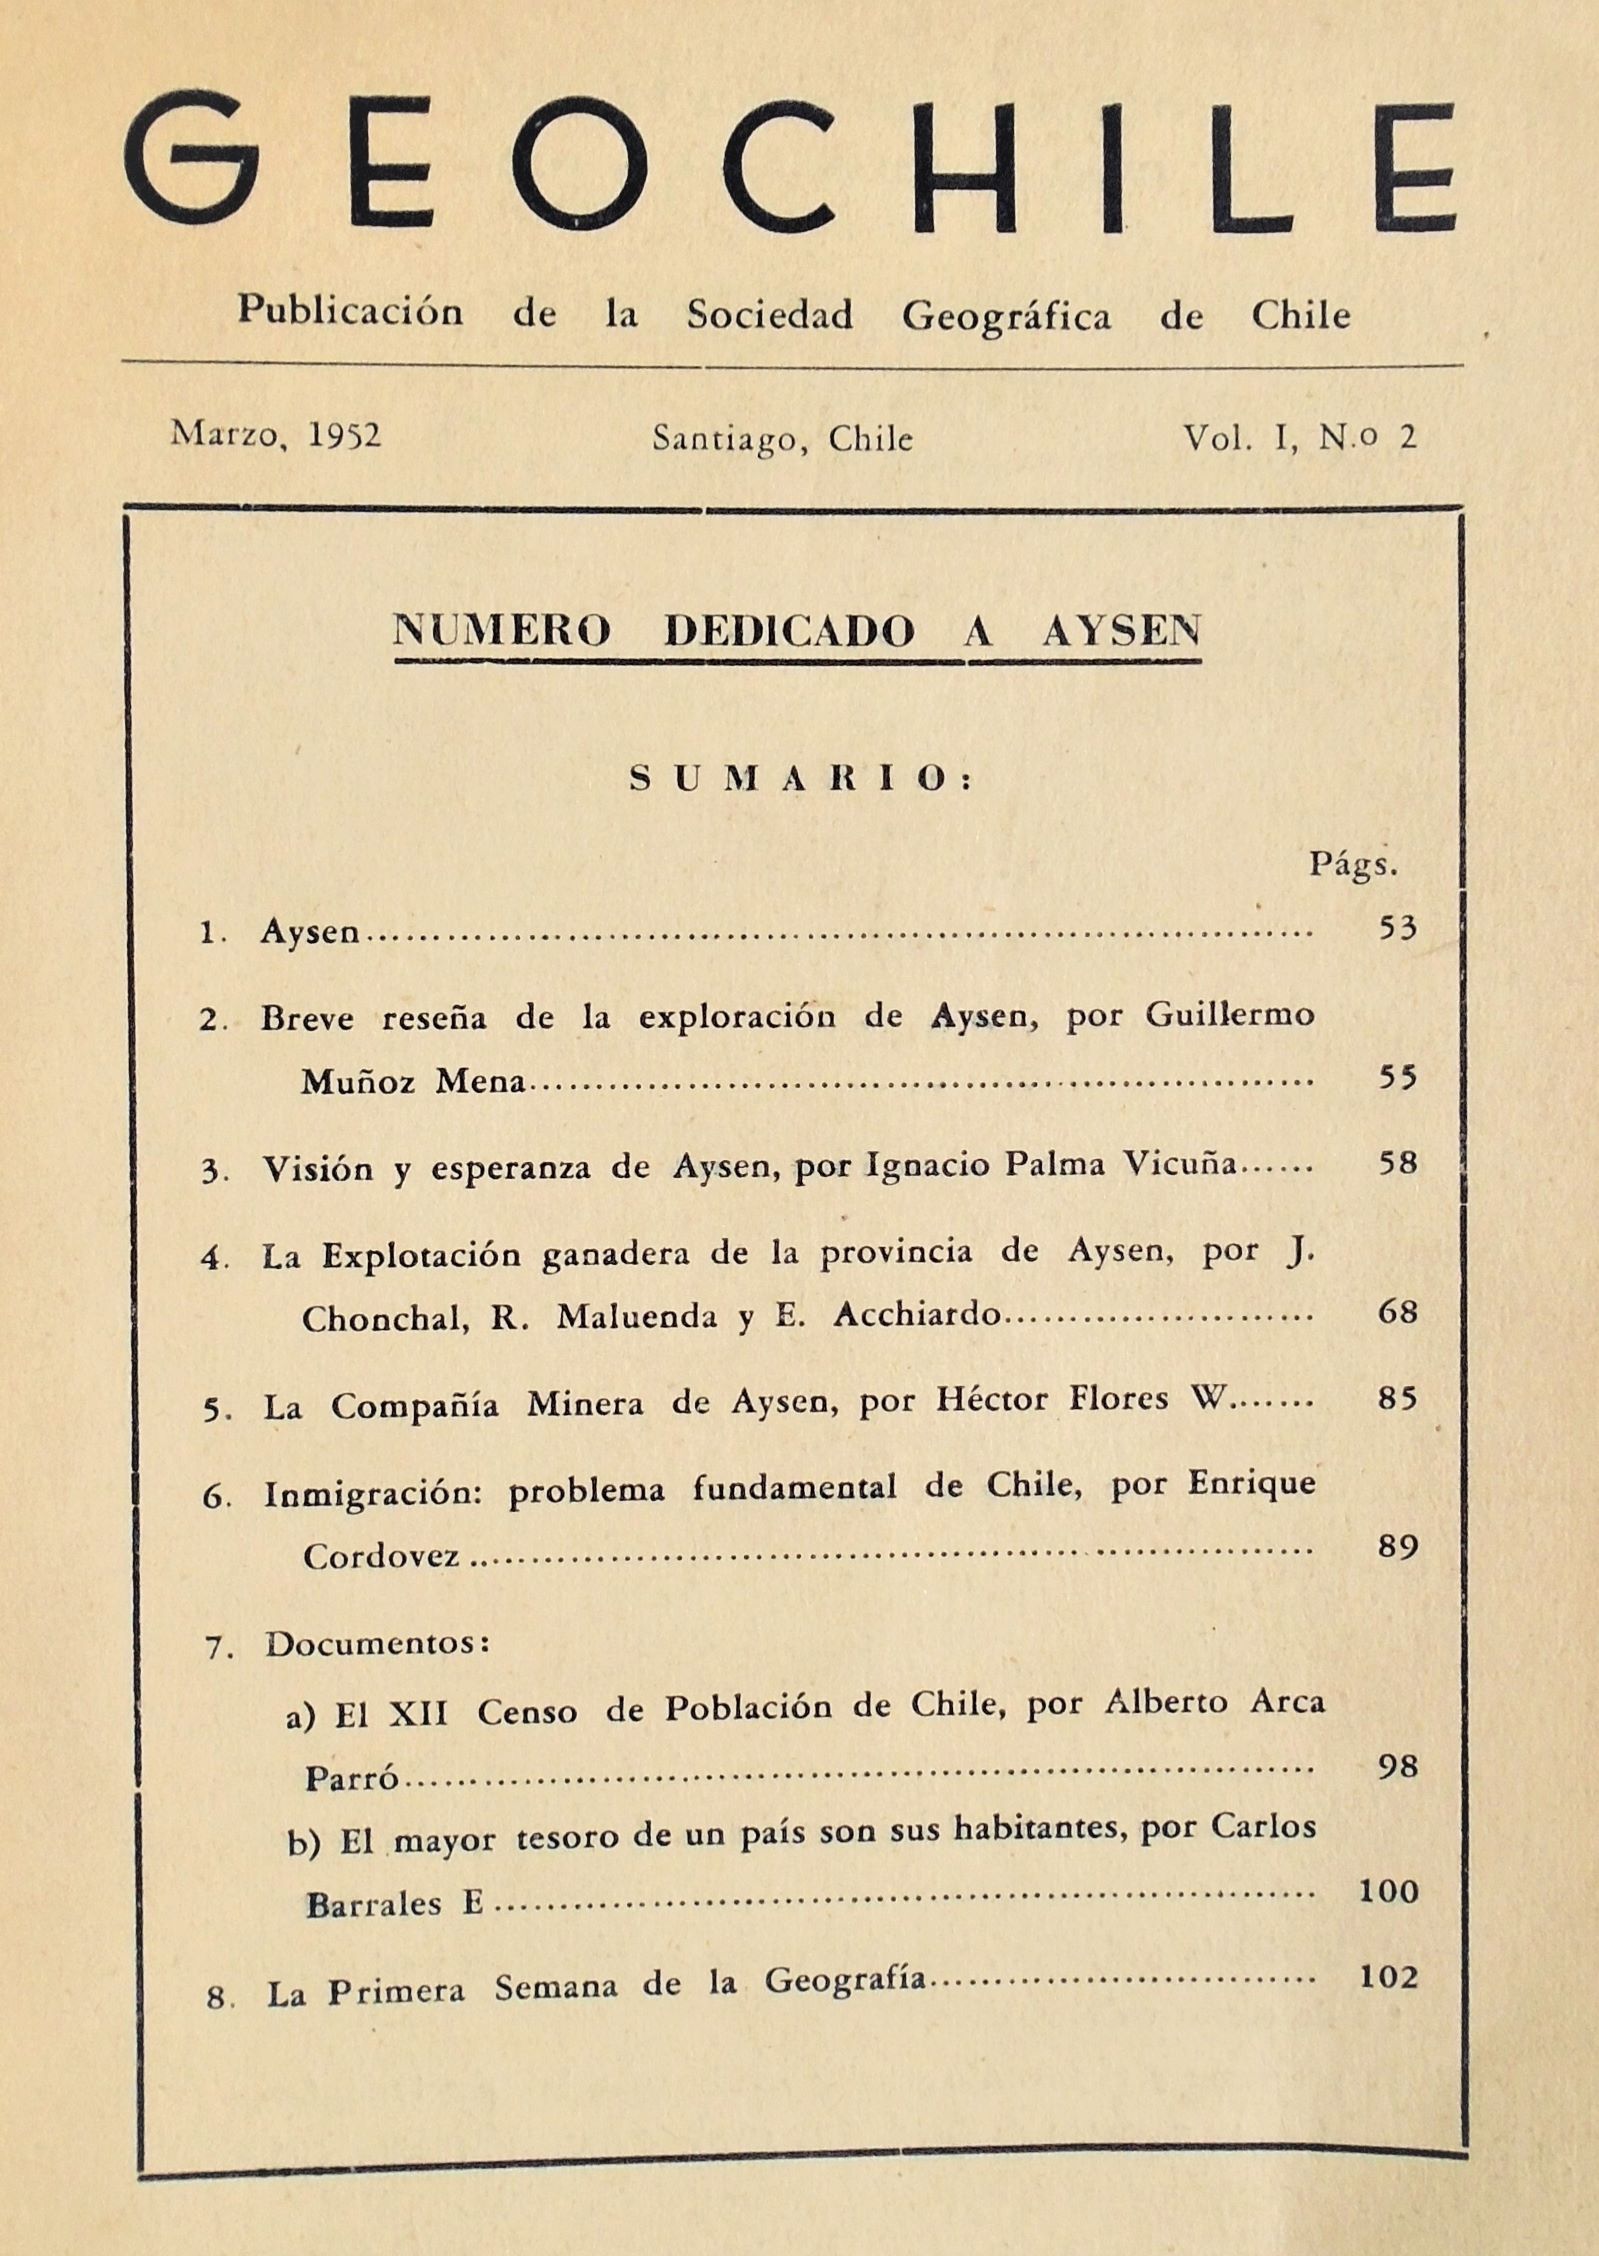 GEOCHILE
Publicación de la Sociedad Geográfica de Chile
Marzo, 1952 Santiago, Chile Vol. I, N.o 2
NUMERO DEDICADO A AYSEN
SUMARIO:
Págs.
1. Aysen........ 53
2. Breve reseña de la exploración de Aysen, por Guillermo
Muñoz Mena........ 55
3. Visión y esperanza de Aysen, por Ignacio Palma Vicuña...... 58
4. La Explotación ganadera de la provincia de Aysen, por J.
Chonchal, R. Maluenda y E. Acchiardo........ 68
5. La Compañía Minera de Aysen, por Héctor Flores W....... 85
6. Inmigración: problema fundamental de Chile, por Enrique
Cordovez ........ 89
7. Documentos:
a) El XII Censo de Población de Chile, por Alberto Arca
Parró........ 98
b) El mayor tesoro de un país son sus habitantes, por Carlos
Barrales E ........ 100
8. La Primera Semana de la Geografía........ 102